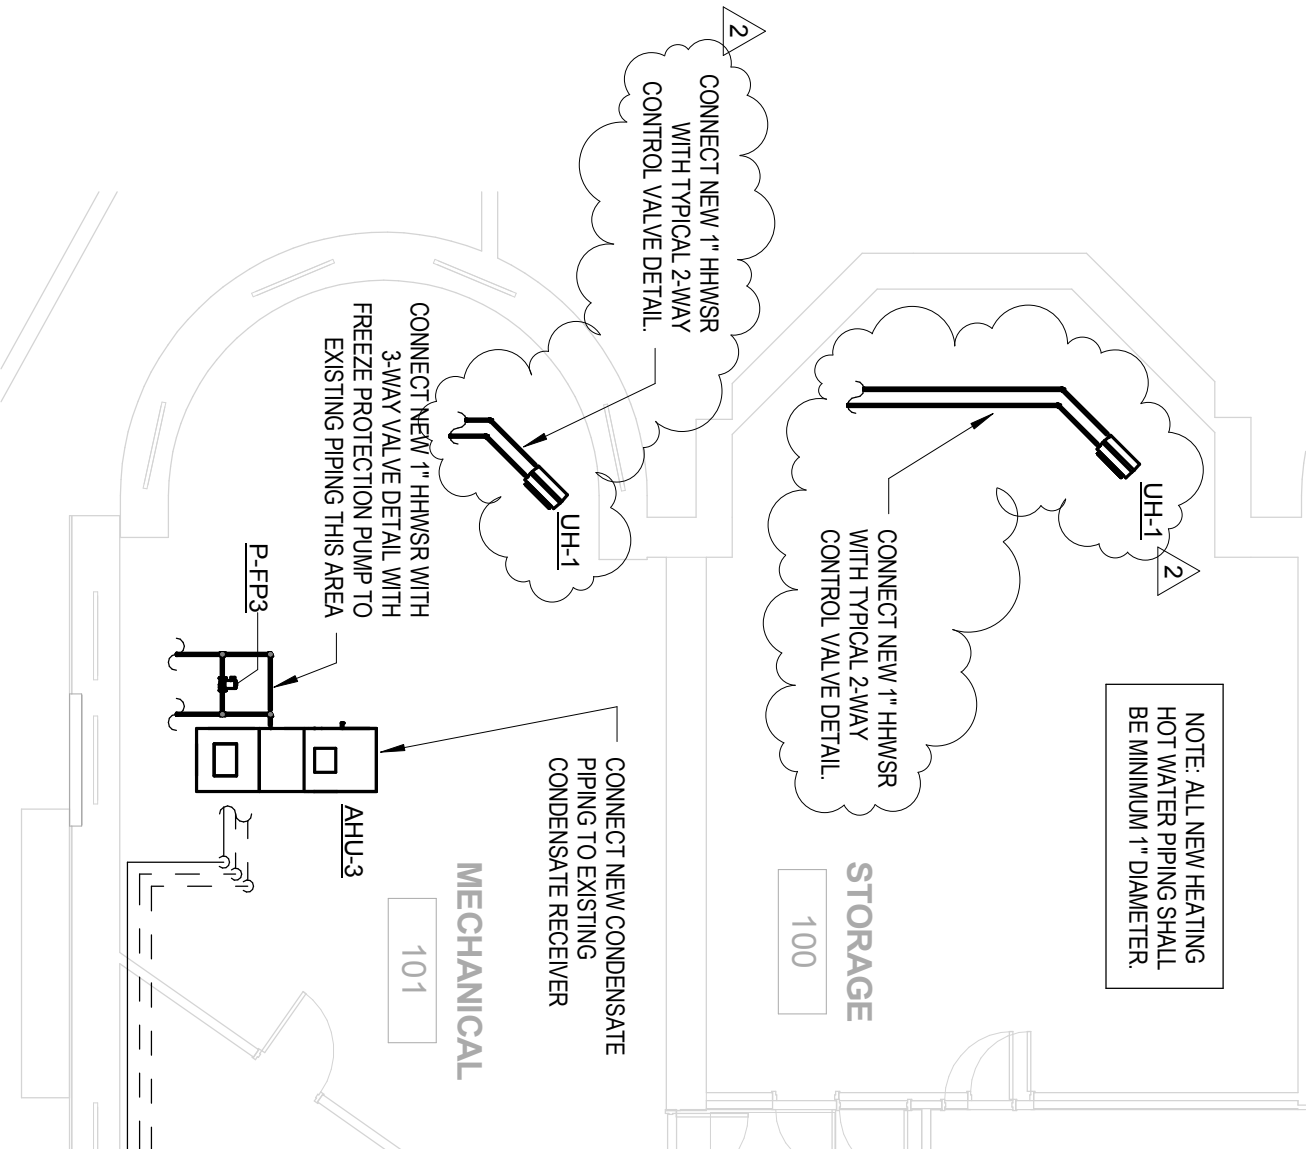 NOTE: ALL NEW HEATING
HOT WATER PIPING SHALL
BE MINIMUM 1" DIAMETER.
UH-1
2
CONNECT NEW 1" HHWSR
WITH TYPICAL 2-WAY
CONTROL VALVE DETAIL.
STORAGE
100
2
CONNECT NEW 1" HHWSR
WITH TYPICAL 2-WAY
CONTROL VALVE DETAIL.
UH-1
CONNECT NEW CONDENSATE
PIPING TO EXISTING
CONDENSATE RECEIVER
MECHANICAL
101
CONNECT NEW 1" HHWSR WITH
3-WAY VALVE DETAIL WITH
FREEZE PROTECTION PUMP TO
EXISTING PIPING THIS AREA
AHU-3
P-FP3